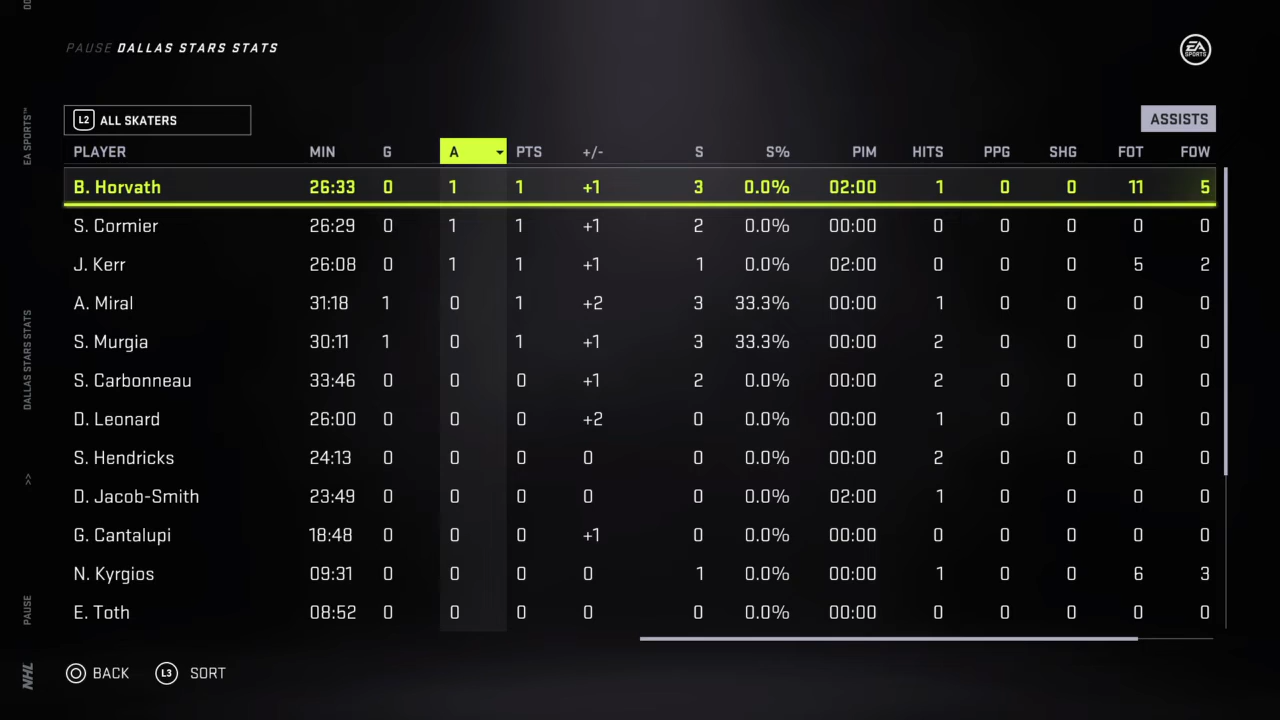 PAUSE DALLAS STARS STATS
EA SPORTS
L2 ALL SKATERS
ASSISTS
PLAYER MIN G A PTS +/- S S% PIM HITS PPG SHG FOT FOW
B. Horvath 26:33 0 1 1 +1 3 0.0% 02:00 1 0 0 11 5
S. Cormier 26:29 0 1 1 +1 2 0.0% 00:00 0 0 0 0 0
J. Kerr 26:08 0 1 1 +1 1 0.0% 02:00 0 0 0 5 2
A. Miral 31:18 1 0 1 +2 3 33.3% 00:00 1 0 0 0 0
S. Murgia 30:11 1 0 1 +1 3 33.3% 00:00 2 0 0 0 0
S. Carbonneau 33:46 0 0 0 +1 2 0.0% 00:00 2 0 0 0 0
D. Leonard 26:00 0 0 0 +2 0 0.0% 00:00 1 0 0 0 0
S. Hendricks 24:13 0 0 0 0 0 0.0% 00:00 2 0 0 0 0
D. Jacob-Smith 23:49 0 0 0 0 0 0.0% 02:00 1 0 0 0 0
G. Cantalupi 18:48 0 0 0 +1 0 0.0% 00:00 0 0 0 0 0
N. Kyrgios 09:31 0 0 0 0 1 0.0% 00:00 1 0 0 6 3
E. Toth 08:52 0 0 0 0 0 0.0% 00:00 0 0 0 0 0
BACK L3 SORT
NHL PAUSE >> DALLAS STARS STATS EA SPORTS™